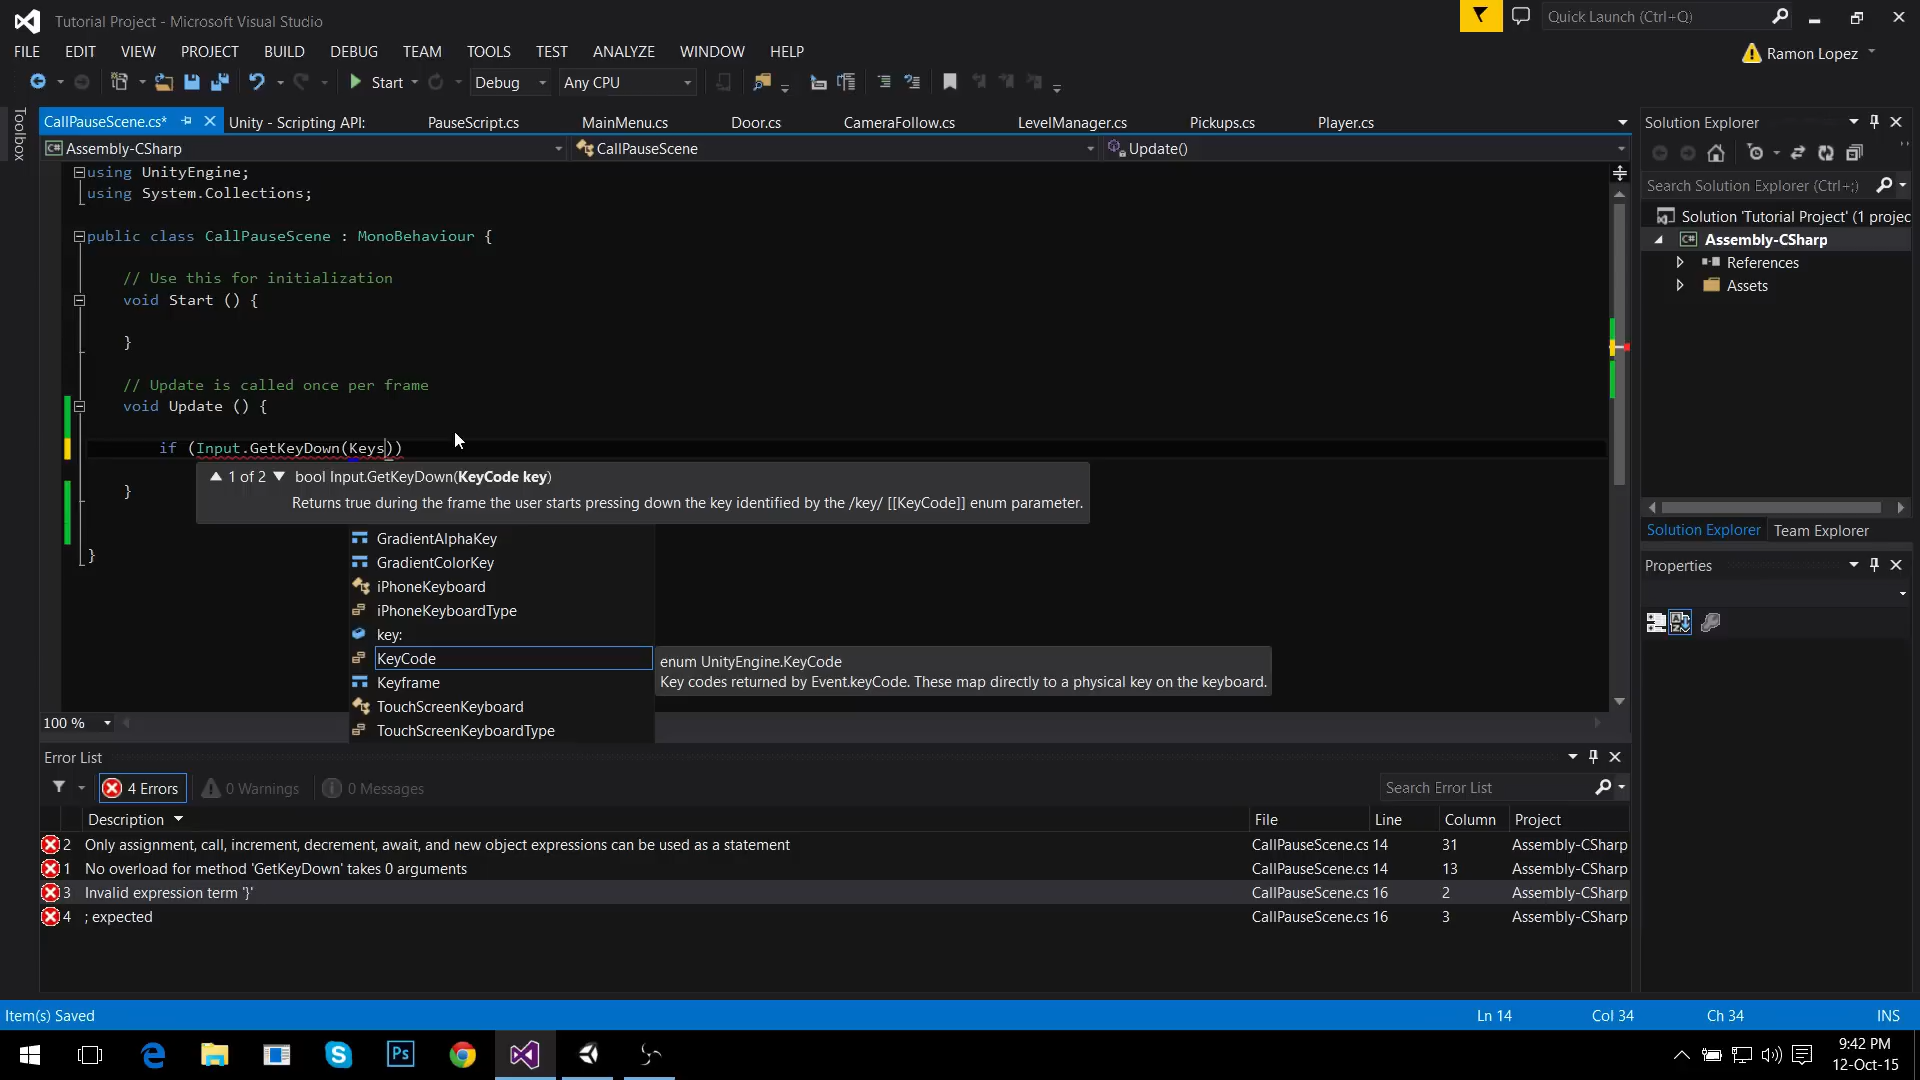 Tutorial Project - Microsoft Visual Studio
Quick Launch (Ctrl+Q)
FILE EDIT VIEW PROJECT BUILD DEBUG TEAM TOOLS TEST ANALYZE WINDOW HELP
Ramon Lopez
Start Debug Any CPU
Toolbox
CallPauseScene.cs* Unity - Scripting API: PauseScript.cs MainMenu.cs Door.cs CameraFollow.cs LevelManager.cs Pickups.cs Player.cs
Assembly-CSharp CallPauseScene Update()
using UnityEngine;
using System.Collections;
public class CallPauseScene : MonoBehaviour {
// Use this for initialization
void Start () {
}
// Update is called once per frame
void Update () {
if (Input.GetKeyDown(Keys))
1 of 2 bool Input.GetKeyDown(KeyCode key)
Returns true during the frame the user starts pressing down the key identified by the /key/ [[KeyCode]] enum parameter.
}
}
GradientAlphaKey
GradientColorKey
iPhoneKeyboard
iPhoneKeyboardType
key:
KeyCode
Keyframe
TouchScreenKeyboard
TouchScreenKeyboardType
enum UnityEngine.KeyCode
Key codes returned by Event.keyCode. These map directly to a physical key on the keyboard.
100 %
Solution Explorer
Search Solution Explorer (Ctrl+;)
Solution 'Tutorial Project' (1 projec
Assembly-CSharp
References
Assets
Solution Explorer Team Explorer
Properties
Error List
4 Errors 0 Warnings 0 Messages
Search Error List
Description File Line Column Project
2 Only assignment, call, increment, decrement, await, and new object expressions can be used as a statement CallPauseScene.cs 14 31 Assembly-CSharp
1 No overload for method 'GetKeyDown' takes 0 arguments CallPauseScene.cs 14 13 Assembly-CSharp
3 Invalid expression term '}' CallPauseScene.cs 16 2 Assembly-CSharp
4 ; expected CallPauseScene.cs 16 3 Assembly-CSharp
Item(s) Saved Ln 14 Col 34 Ch 34 INS
Ps
9:42 PM
12-Oct-15